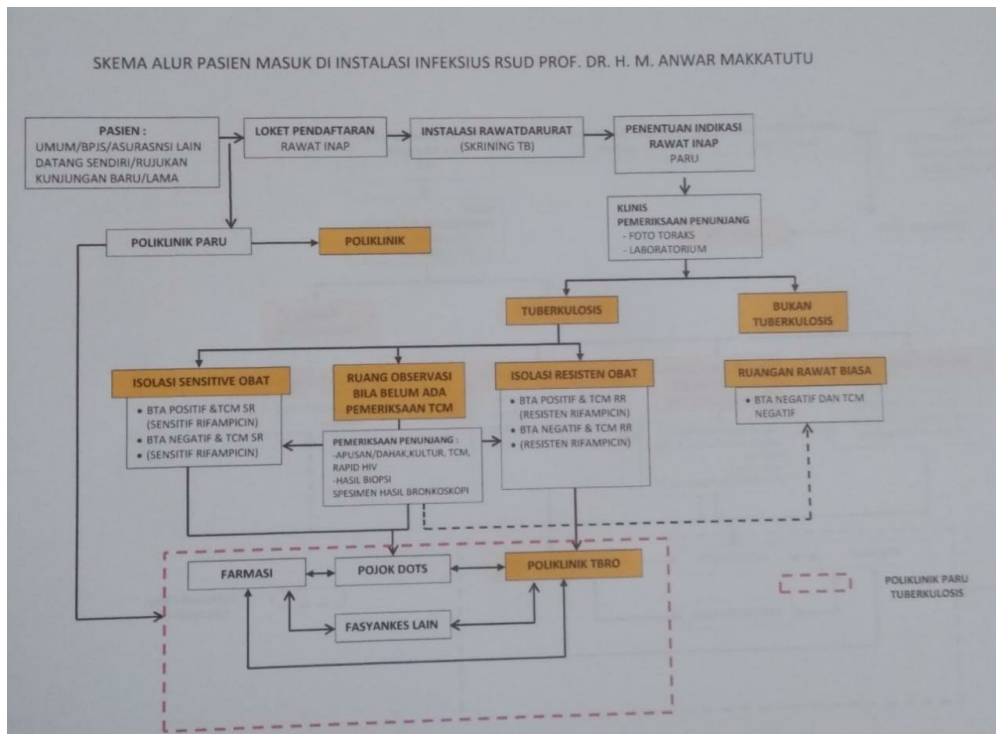 SKEMA ALUR PASIEN MASUK DI INSTALASI INFEKSIUS RSUD PROF. DR. H. M. ANWAR MAKKATUTU
PASIEN :
UMUM/BPJS/ASURASNSI LAIN
DATANG SENDIRI/RUJUKAN
KUNJUNGAN BARU/LAMA
LOKET PENDAFTARAN
RAWAT INAP
INSTALASI RAWATDARURAT
(SKRINING TB)
PENENTUAN INDIKASI
RAWAT INAP
PARU
KLINIS
PEMERIKSAAN PENUNJANG
- FOTO TORAKS
- LABORATORIUM
POLIKLINIK PARU
POLIKLINIK
TUBERKULOSIS
BUKAN
TUBERKULOSIS
ISOLASI SENSITIVE OBAT
• BTA POSITIF &TCM SR
(SENSITIF RIFAMPICIN)
• BTA NEGATIF & TCM SR
• (SENSITIF RIFAMPICIN)
RUANG OBSERVASI
BILA BELUM ADA
PEMERIKSAAN TCM
PEMERIKSAAN PENUNJANG :
-APUSAN/DAHAK,KULTUR, TCM,
RAPID HIV
-HASIL BIOPSI
SPESIMEN HASIL BRONKOSKOPI
ISOLASI RESISTEN OBAT
• BTA POSITIF & TCM RR
(RESISTEN RIFAMPICIN)
• BTA NEGATIF & TCM RR
• (RESISTEN RIFAMPICIN)
RUANGAN RAWAT BIASA
• BTA NEGATIF DAN TCM
NEGATIF
FARMASI
POJOK DOTS
POLIKLINIK TBRO
FASYANKES LAIN
POLIKLINIK PARU
TUBERKULOSIS